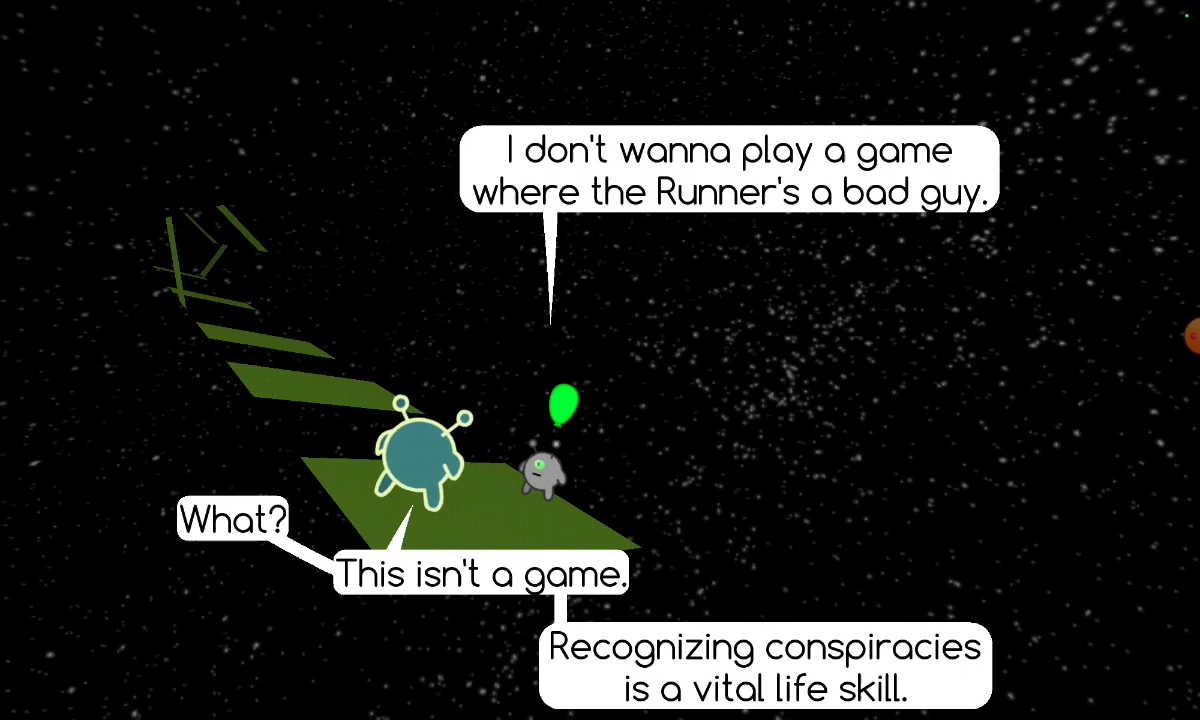 I don't wanna play a game
where the Runner's a bad guy.
What?
This isn't a game.
Recognizing conspiracies
is a vital life skill.